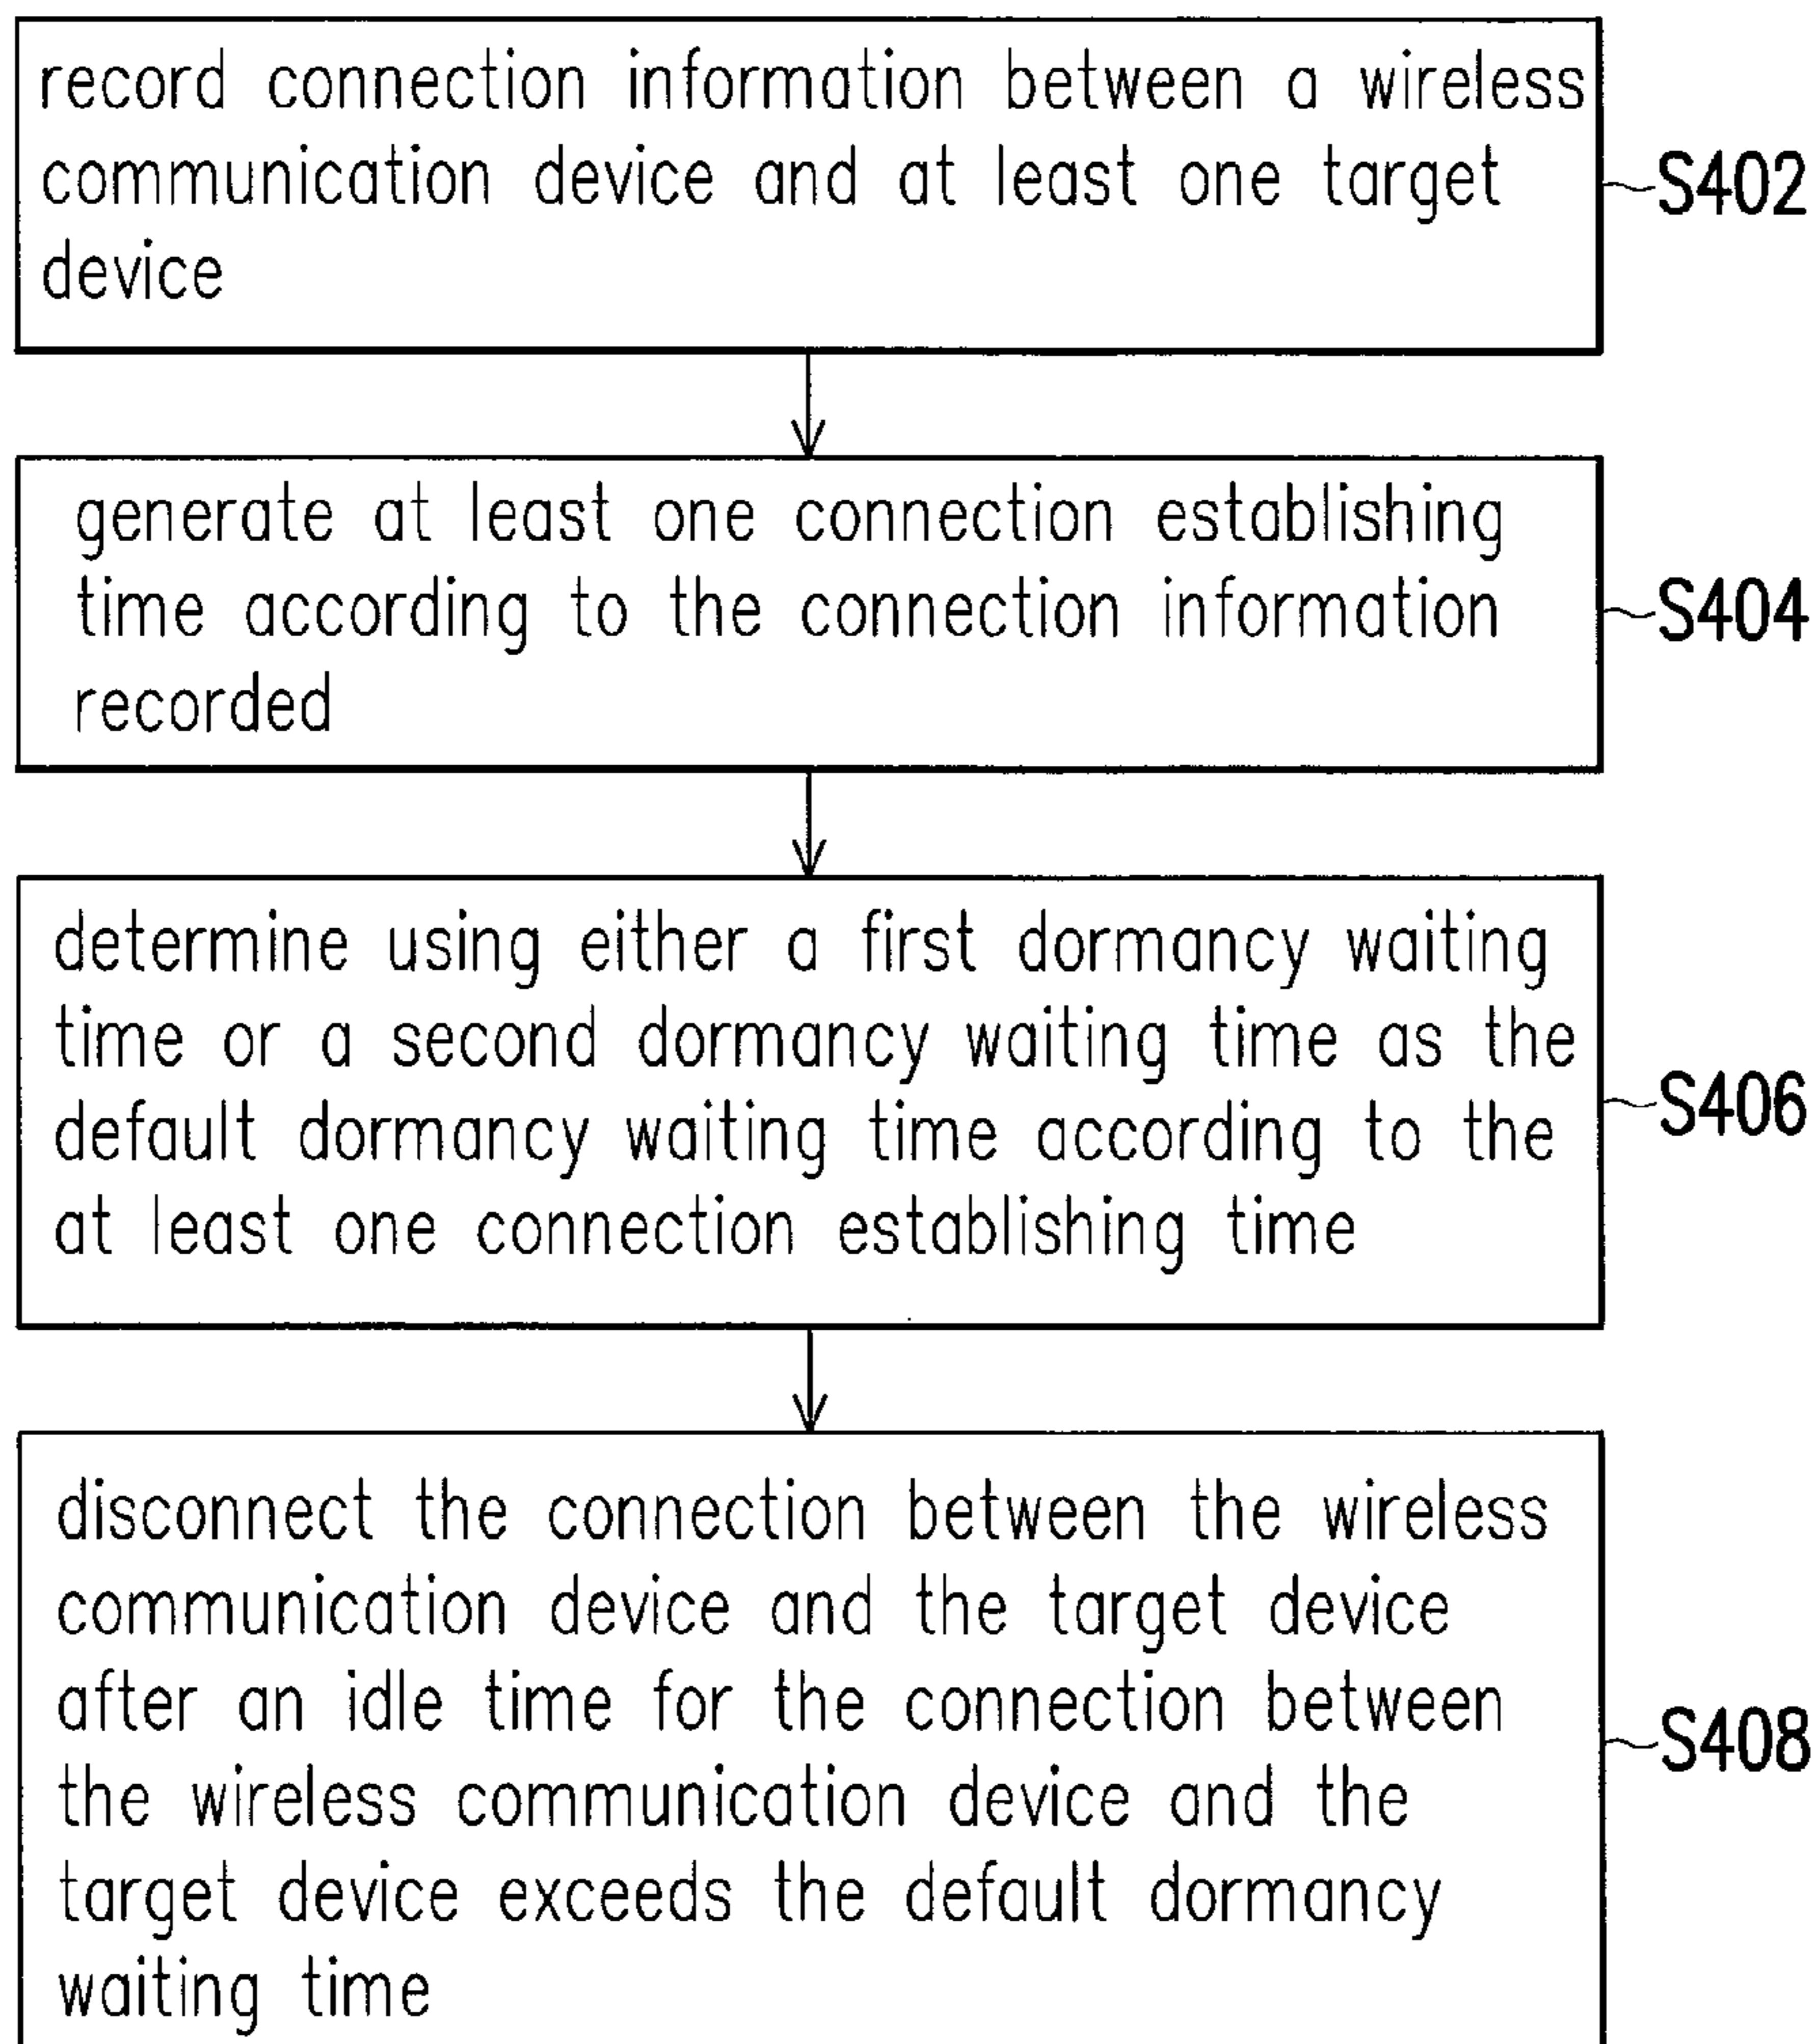 record connection information between a wireless
communication device and at least one target
device
S402
generate at least one connection establishing
time according to the connection information
recorded
S404
determine using either a first dormancy waiting
time or a second dormancy waiting time as the
default dormancy waiting time according to the
at least one connection establishing time
S406
disconnect the connection between the wireless
communication device and the target device
after an idle time for the connection between
the wireless communication device and the
target device exceeds the default dormancy
waiting time
S408